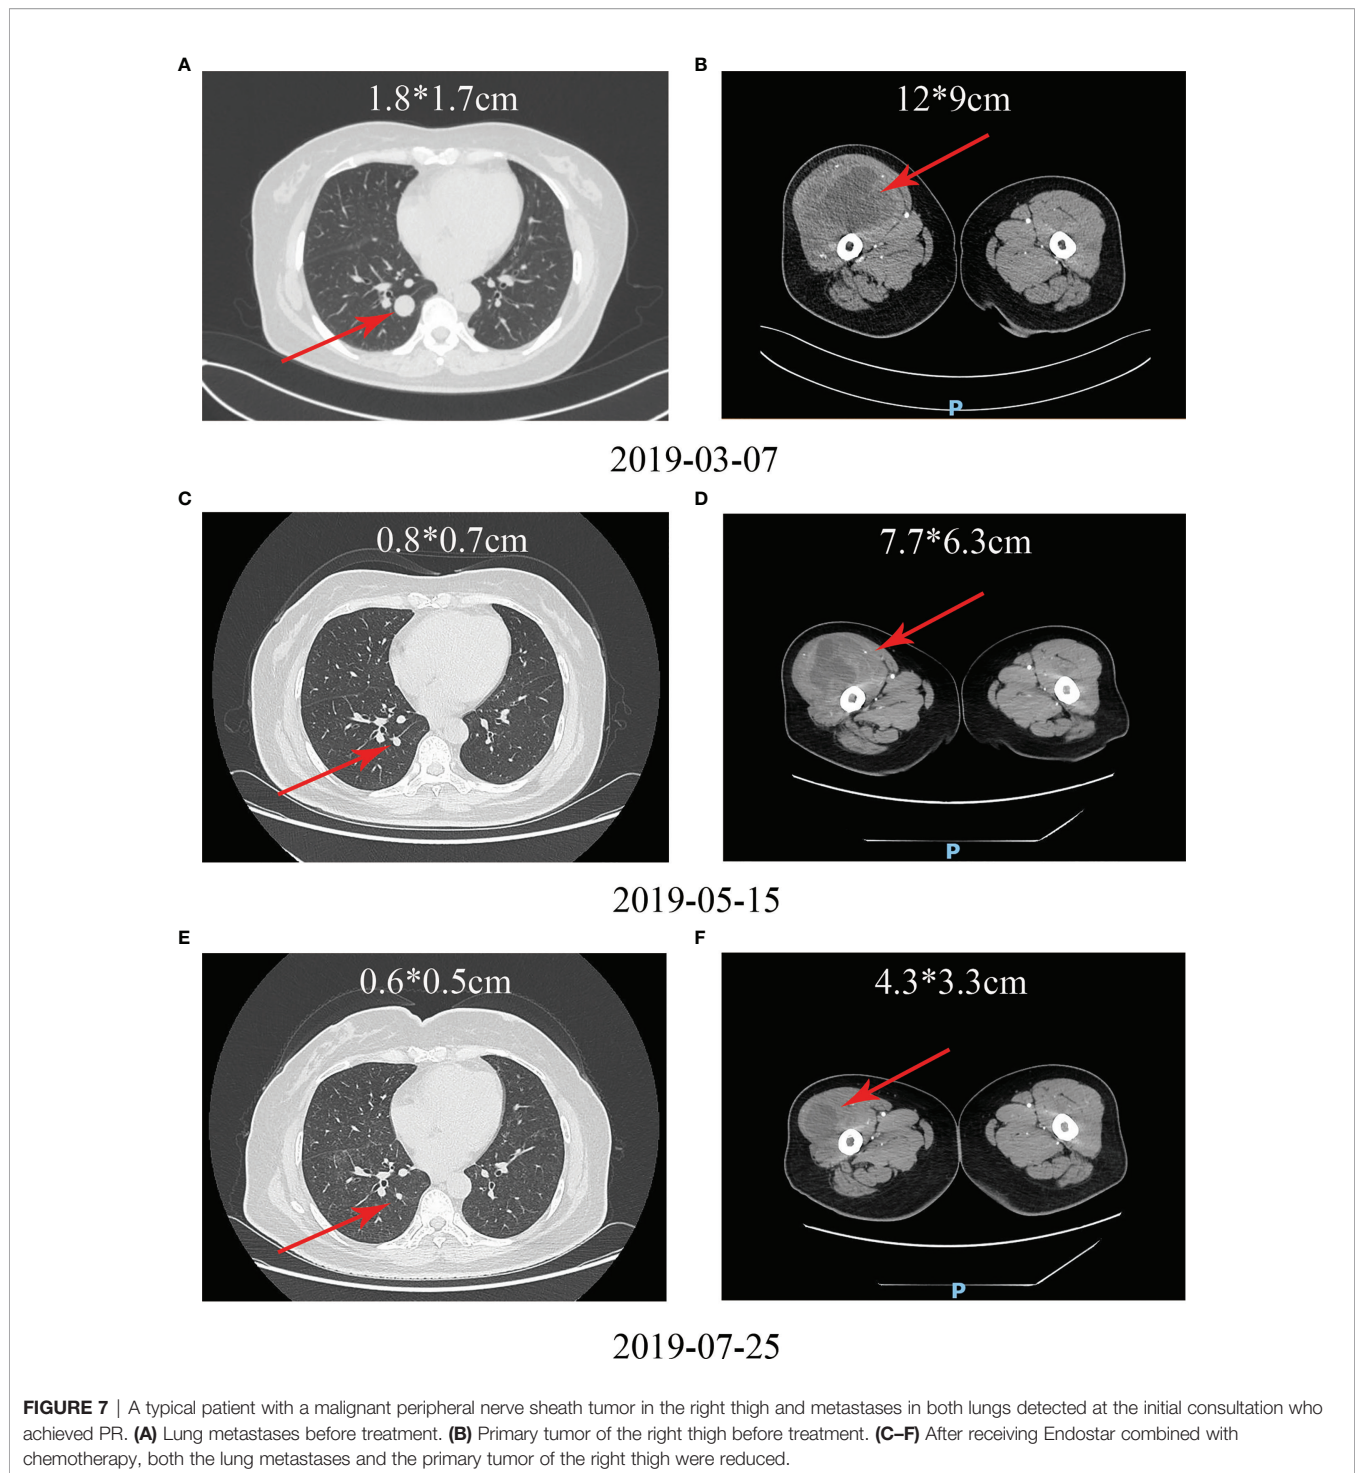 A
B
1.8*1.7cm
12*9cm
P
2019-03-07
C
D
0.8*0.7cm
7.7*6.3cm
P
2019-05-15
E
F
0.6*0.5cm
4.3*3.3cm
P
2019-07-25
FIGURE 7 | A typical patient with a malignant peripheral nerve sheath tumor in the right thigh and metastases in both lungs detected at the initial consultation who
achieved PR. (A) Lung metastases before treatment. (B) Primary tumor of the right thigh before treatment. (C–F) After receiving Endostar combined with
chemotherapy, both the lung metastases and the primary tumor of the right thigh were reduced.